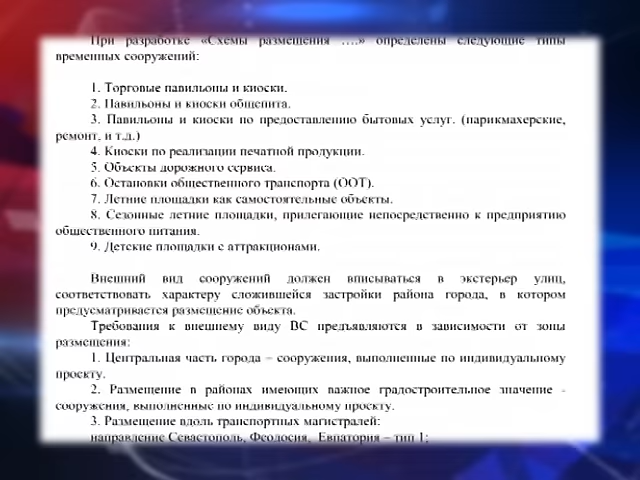 При разработке «Схемы размещения ….» определены следующие типы
временных сооружений:
1. Торговые павильоны и киоски.
2. Павильоны и киоски общепита.
3. Павильоны и киоски по предоставлению бытовых услуг. (парикмахерские,
ремонт, и т.д.)
4. Киоски по реализации печатной продукции.
5. Объекты дорожного сервиса.
6. Остановки общественного транспорта (ООТ).
7. Летние площадки как самостоятельные объекты.
8. Сезонные летние площадки, прилегающие непосредственно к предприятию
общественного питания.
9. Детские площадки с аттракционами.
Внешний вид сооружений должен вписываться в экстерьер улиц,
соответствовать характеру сложившейся застройки района города, в котором
предусматривается размещение объекта.
Требования к внешнему виду ВС предъявляются в зависимости от зоны
размещения:
1. Центральная часть города – сооружения, выполненные по индивидуальному
проекту.
2. Размещение в районах имеющих важное градостроительное значение -
сооружения, выполненные по индивидуальному проекту.
3. Размещение вдоль транспортных магистралей:
направление Севастополь, Феодосия, Евпатория – тип 1;